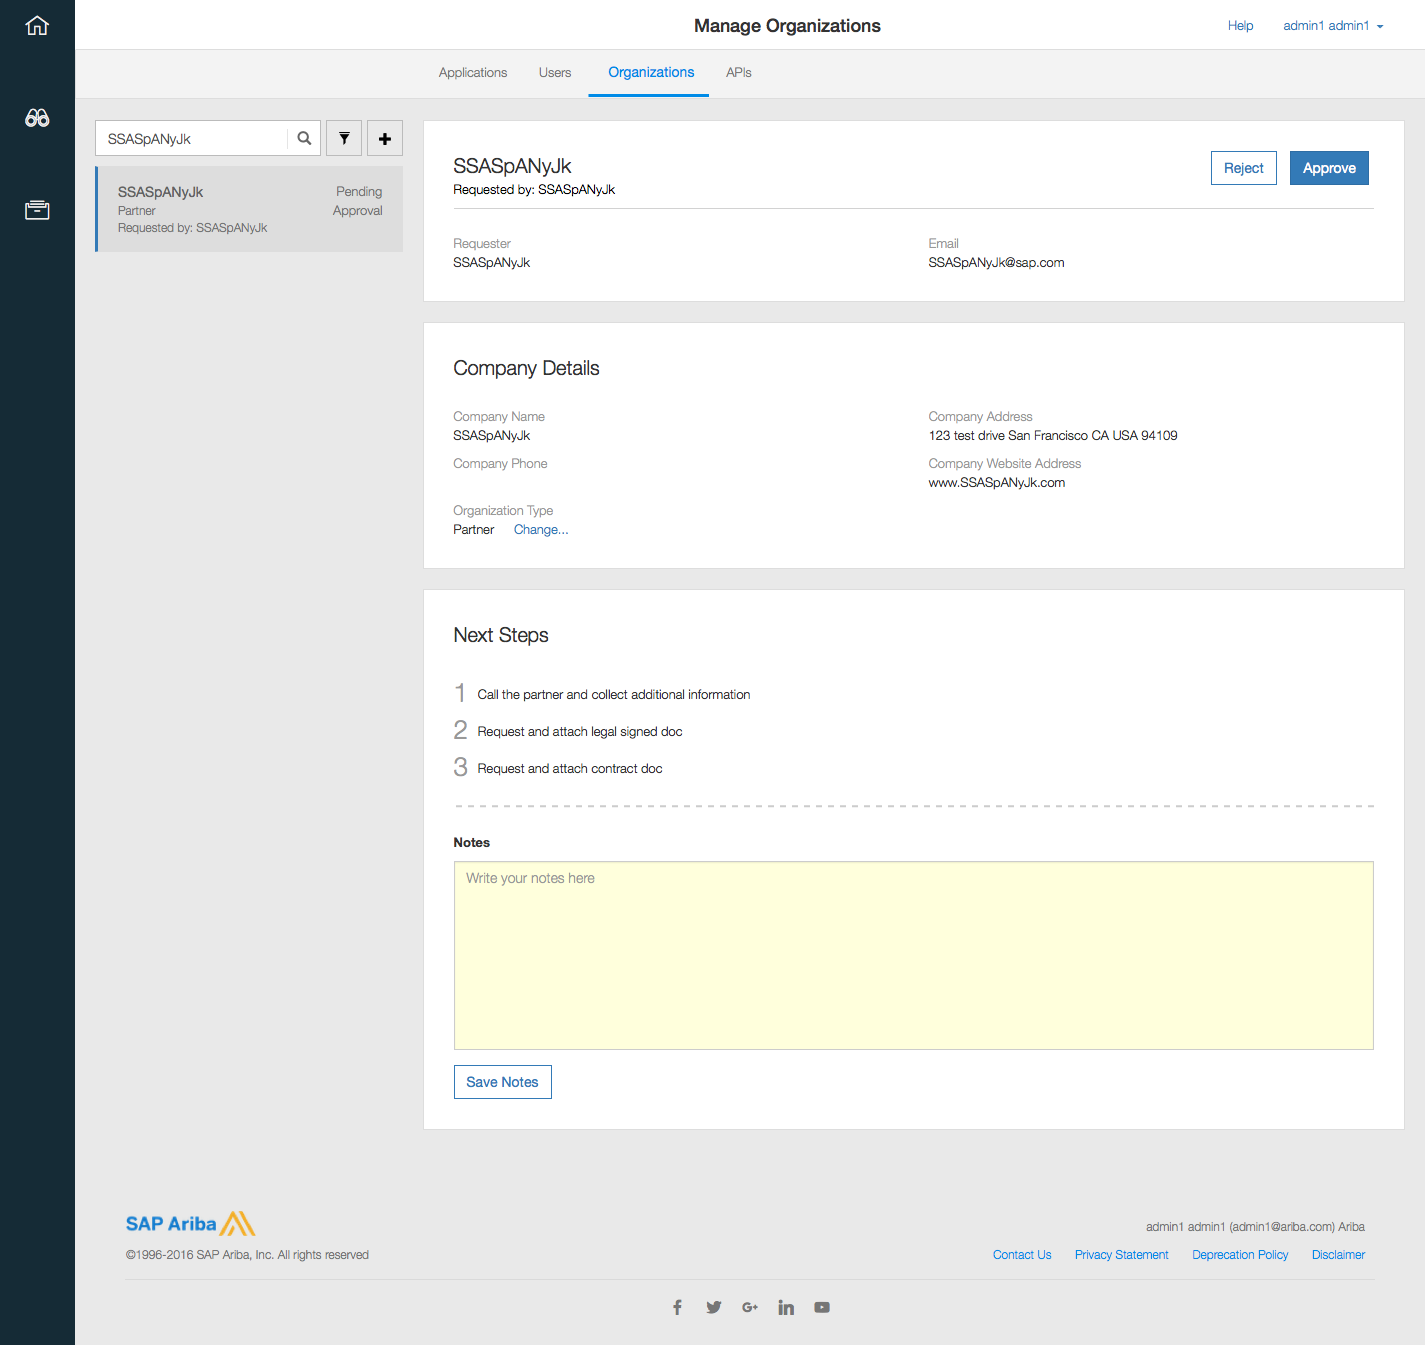 Manage Organizations
Help
admin1 admin1
Applications
Users
Organizations
APIs
SSASpANyJk
SSASpANyJk
Pending
Partner
Approval
Requested by: SSASpANyJk
SSASpANyJk
Requested by: SSASpANyJk
Reject
Approve
Requester
SSASpANyJk
Email
SSASpANyJk@sap.com
Company Details
Company Name
SSASpANyJk
Company Address
123 test drive San Francisco CA USA 94109
Company Phone
Company Website Address
www.SSASpANyJk.com
Organization Type
Partner Change...
Next Steps
1 Call the partner and collect additional information
2 Request and attach legal signed doc
3 Request and attach contract doc
Notes
Write your notes here
Save Notes
SAP Ariba
©1996-2016 SAP Ariba, Inc. All rights reserved
admin1 admin1 (admin1@ariba.com) Ariba
Contact Us
Privacy Statement
Deprecation Policy
Disclaimer